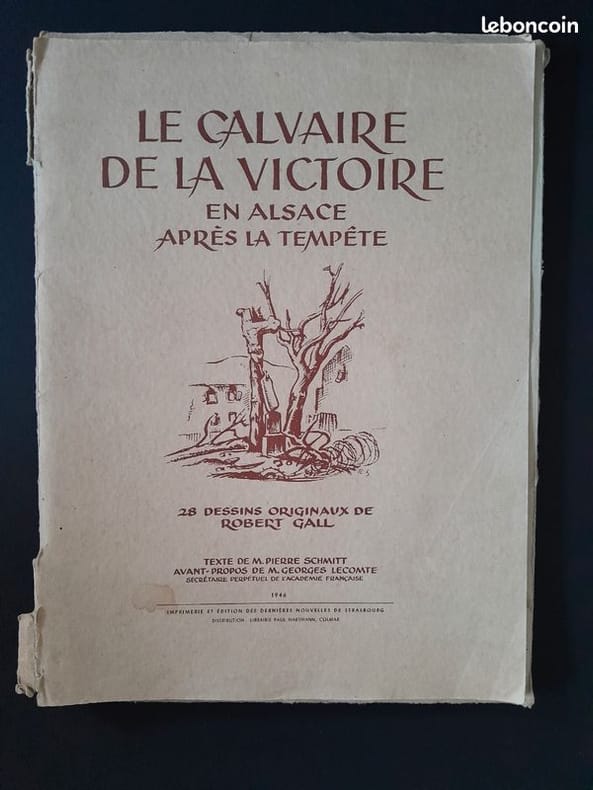 leboncoin
LE CALVAIRE
DE LA VICTOIRE
EN ALSACE
APRÈS LA TEMPÊTE
28 DESSINS ORIGINAUX DE
ROBERT GALL
TEXTE DE M. PIERRE SCHMITT
AVANT-PROPOS DE M. GEORGES LECOMTE
SECRÉTAIRE PERPÉTUEL DE L'ACADÉMIE FRANÇAISE
1946
IMPRIMERIE ET ÉDITION DES DERNIÈRES NOUVELLES DE STRASBOURG
DISTRIBUTION : LIBRAIRIE PAUL HARTMANN, COLMAR